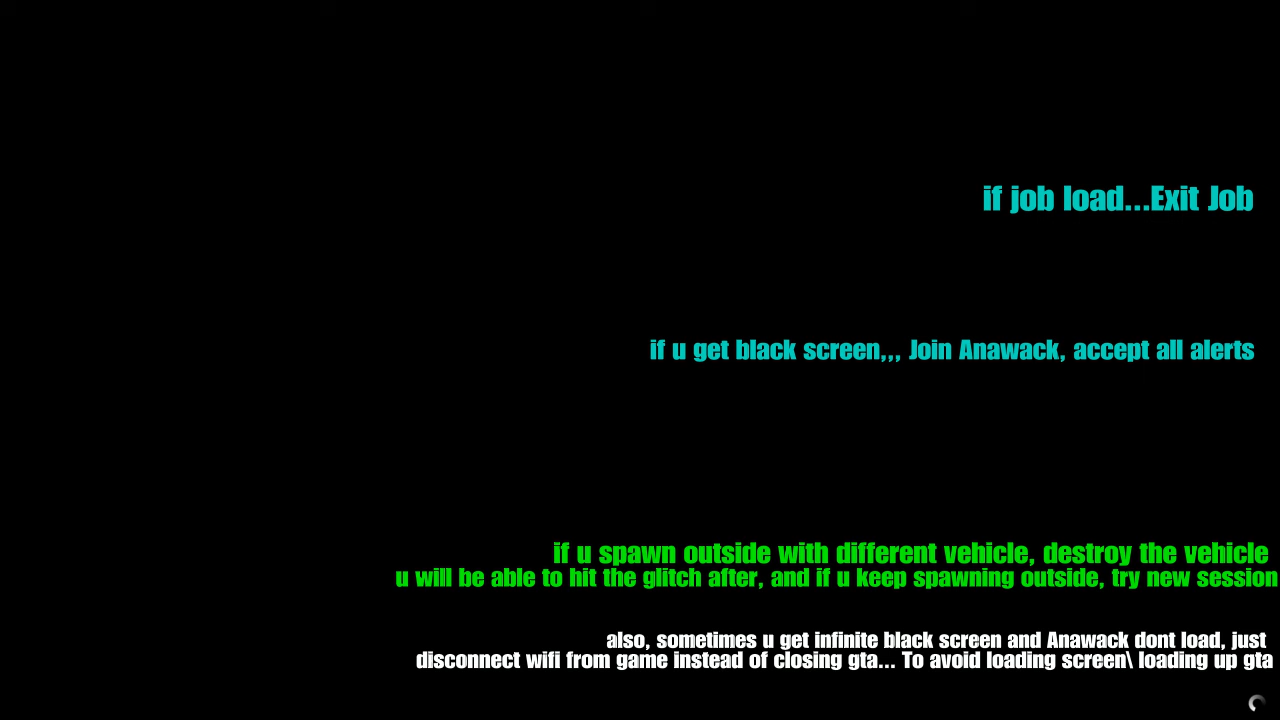 if job load...Exit Job
if u get black screen,,, Join Anawack, accept all alerts
if u spawn outside with different vehicle, destroy the vehicle
u will be able to hit the glitch after, and if u keep spawning outside, try new session
also, sometimes u get infinite black screen and Anawack dont load, just
disconnect wifi from game instead of closing gta... To avoid loading screen\ loading up gta